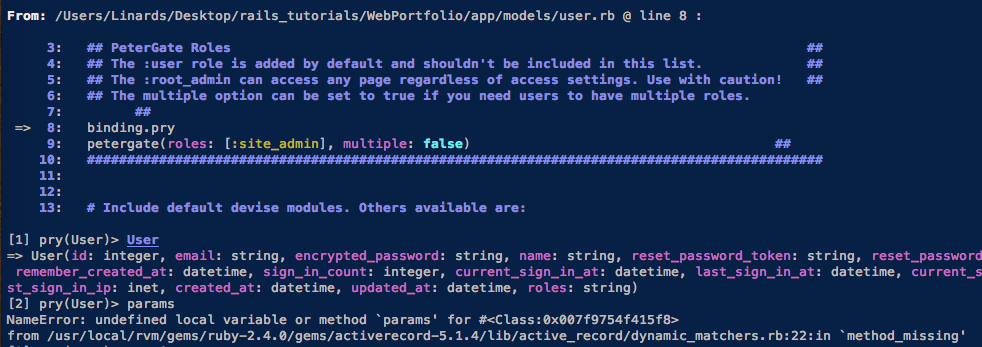 From: /Users/Linards/Desktop/rails_tutorials/WebPortfolio/app/models/user.rb @ line 8 :
3: ## PeterGate Roles ##
4: ## The :user role is added by default and shouldn't be included in this list. ##
5: ## The :root_admin can access any page regardless of access settings. Use with caution! ##
6: ## The multiple option can be set to true if you need users to have multiple roles.
7: ##
=> 8: binding.pry
9: petergate(roles: [:site_admin], multiple: false) ##
10: ############################################################################################
11:
12:
13: # Include default devise modules. Others available are:
[1] pry(User)> User
=> User(id: integer, email: string, encrypted_password: string, name: string, reset_password_token: string, reset_password
remember_created_at: datetime, sign_in_count: integer, current_sign_in_at: datetime, last_sign_in_at: datetime, current_s
st_sign_in_ip: inet, created_at: datetime, updated_at: datetime, roles: string)
[2] pry(User)> params
NameError: undefined local variable or method `params' for #<Class:0x007f9754f415f8>
from /usr/local/rvm/gems/ruby-2.4.0/gems/activerecord-5.1.4/lib/active_record/dynamic_matchers.rb:22:in `method_missing'